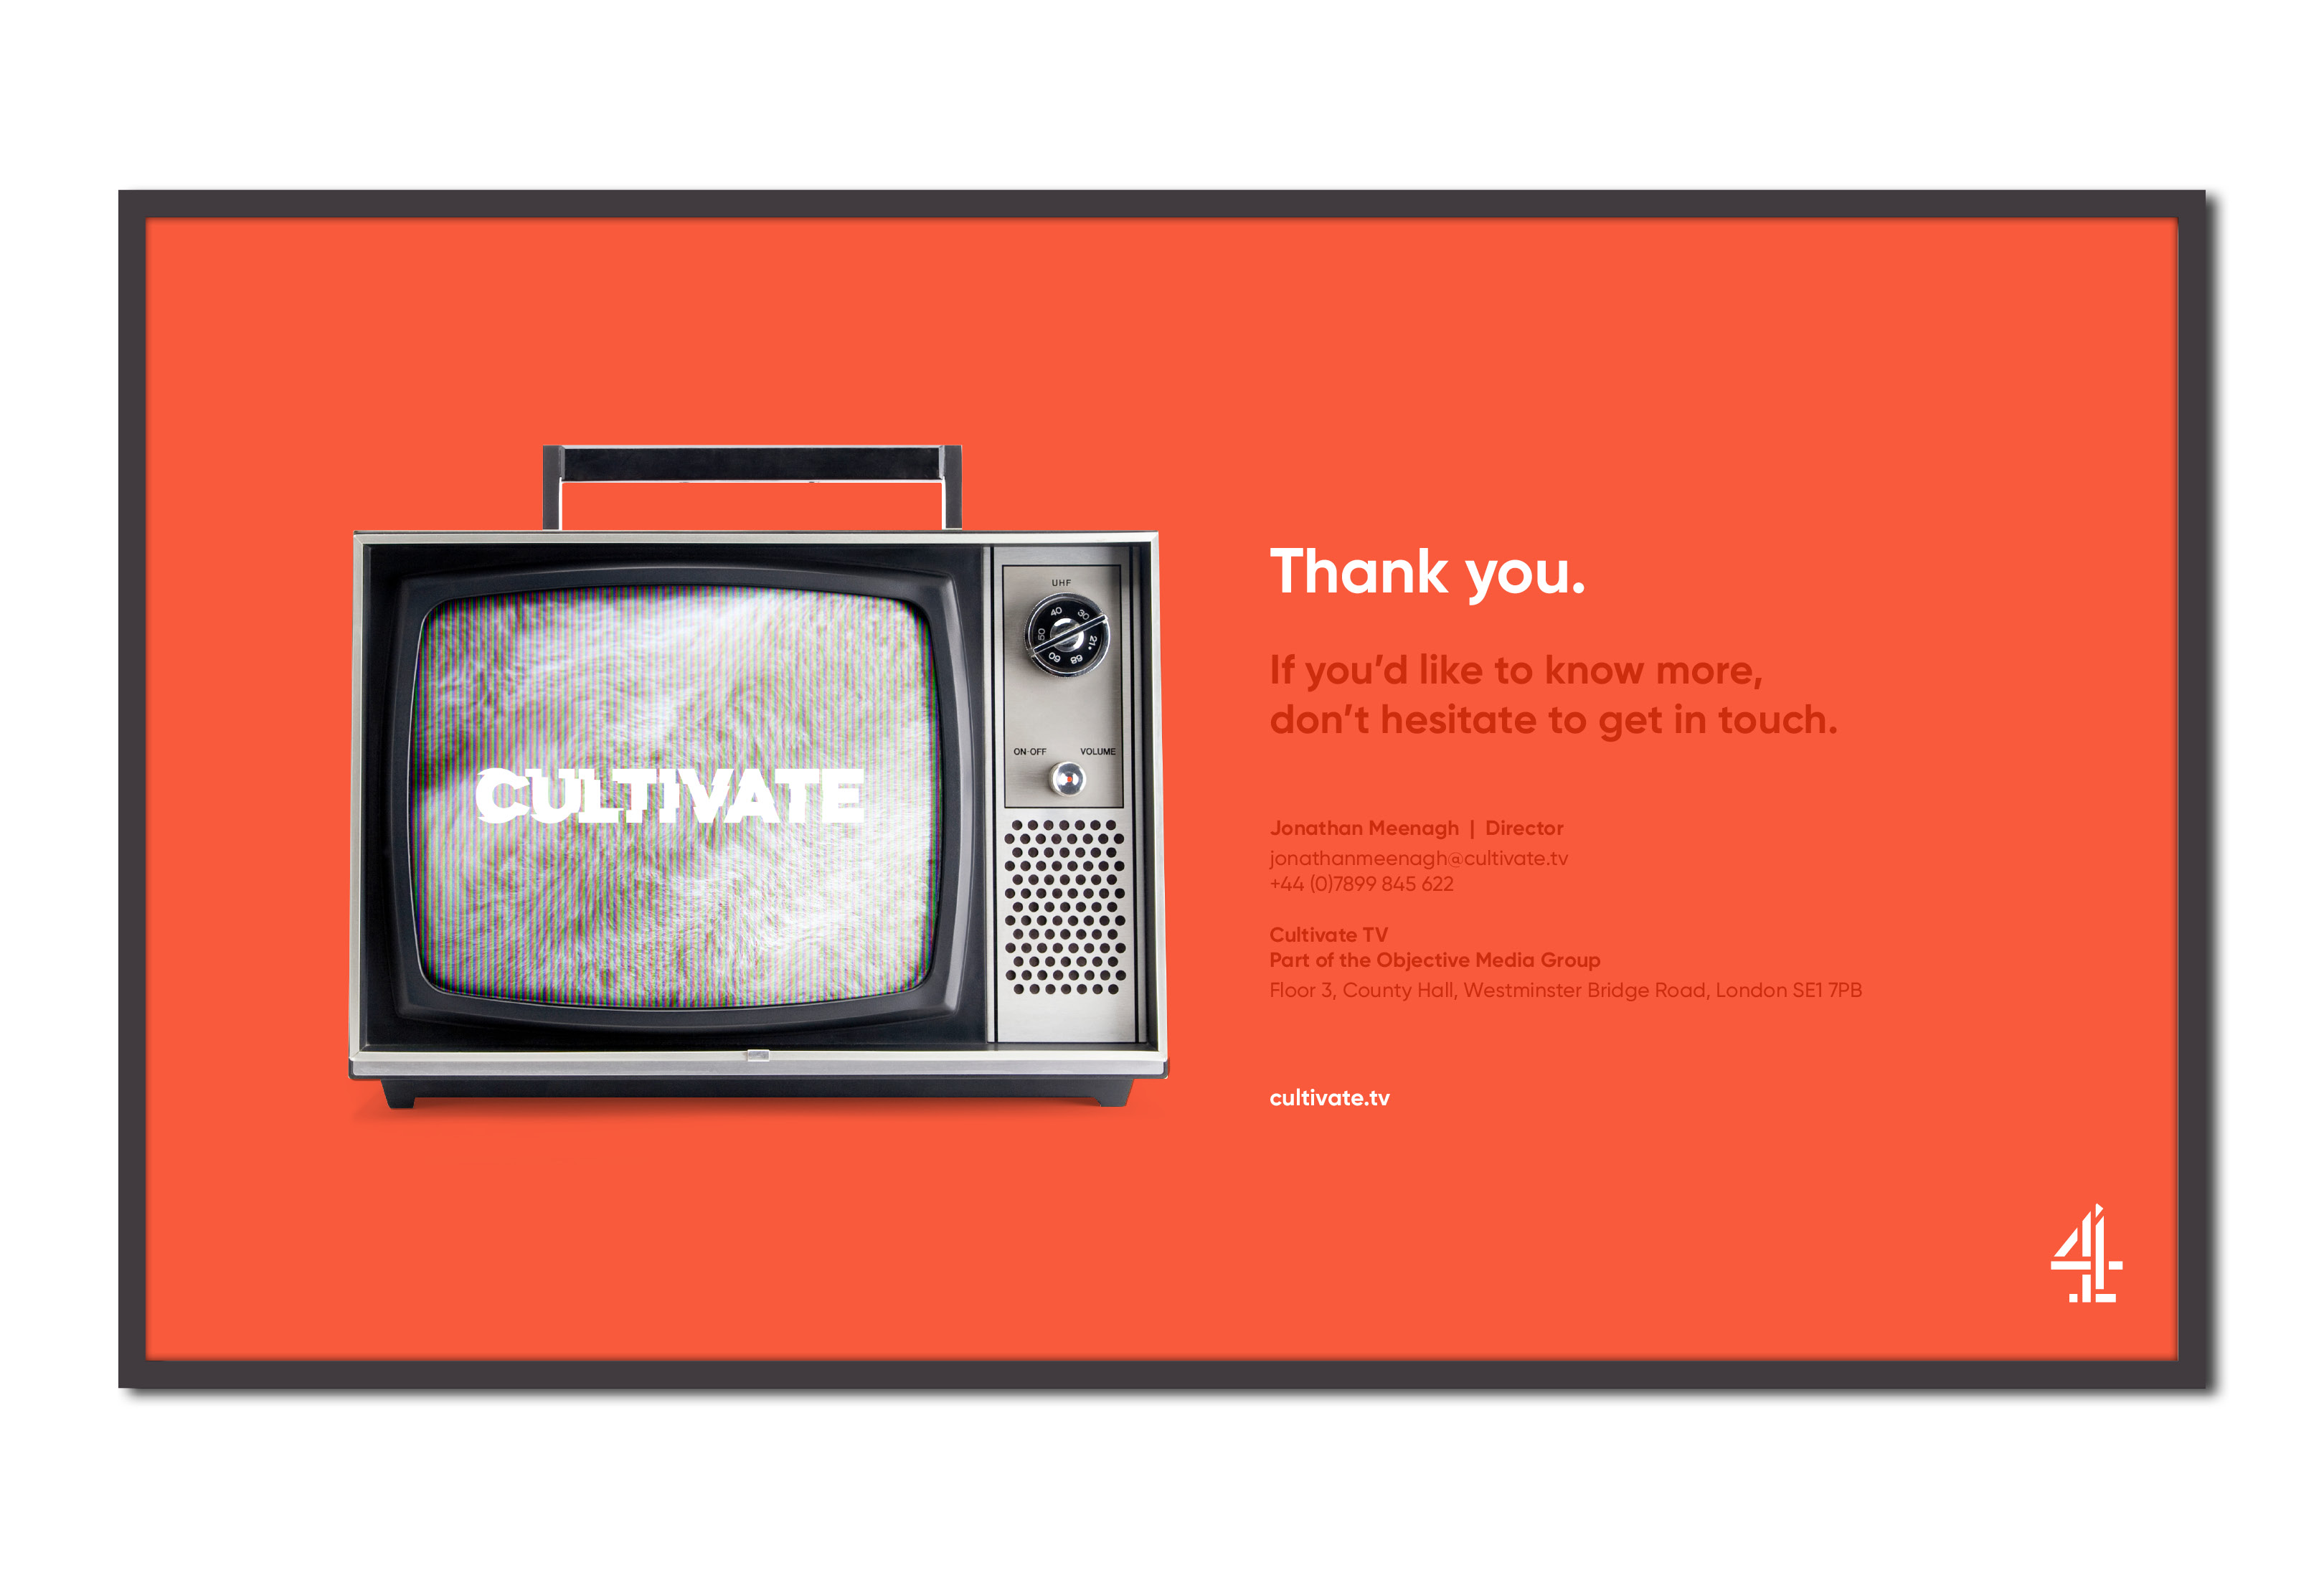 CULTIVATE
UHF
40 30 50 21 60 68
ON-OFF VOLUME
Thank you.
If you’d like to know more,
don’t hesitate to get in touch.
Jonathan Meenagh | Director
jonathanmeenagh@cultivate.tv
+44 (0)7899 845 622
Cultivate TV
Part of the Objective Media Group
Floor 3, County Hall, Westminster Bridge Road, London SE1 7PB
cultivate.tv
4